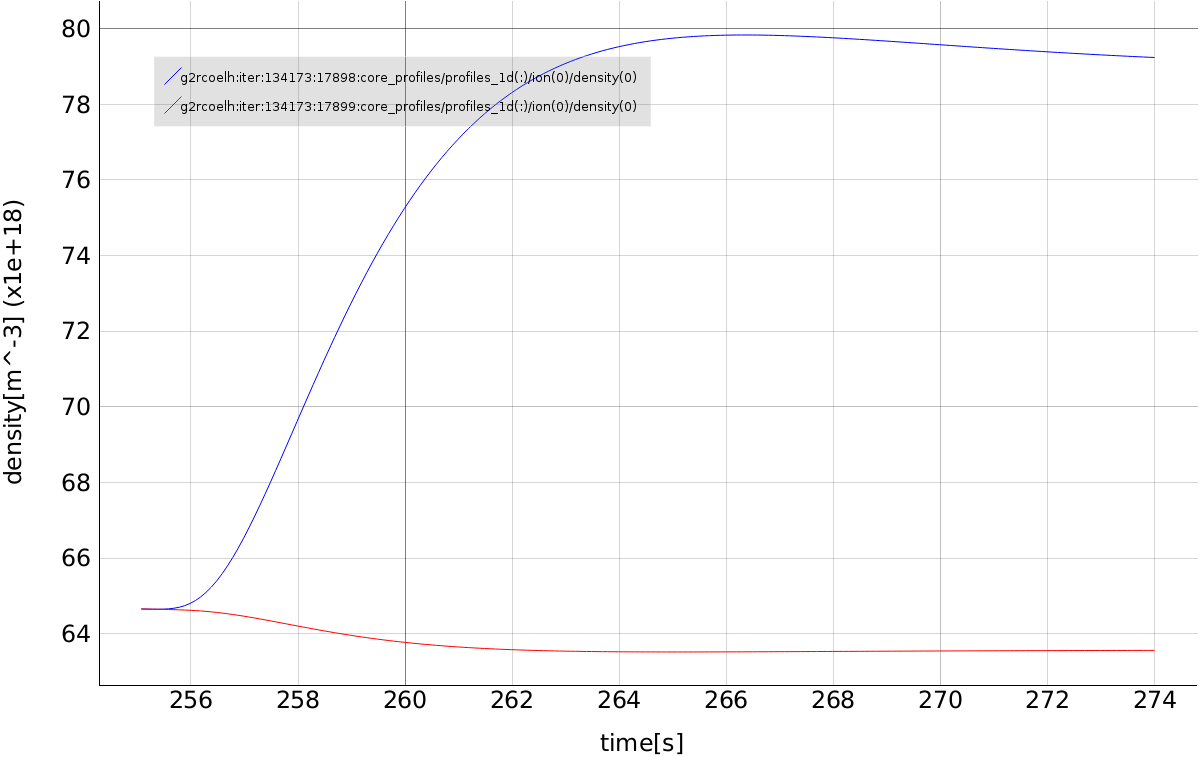 80
78
76
74
72
70
68
66
64
density[m^-3] (x1e+18)
g2rcoelh:iter:134173:17898:core_profiles/profiles_1d(:)/ion(0)/density(0)
g2rcoelh:iter:134173:17899:core_profiles/profiles_1d(:)/ion(0)/density(0)
256 258 260 262 264 266 268 270 272 274
time[s]